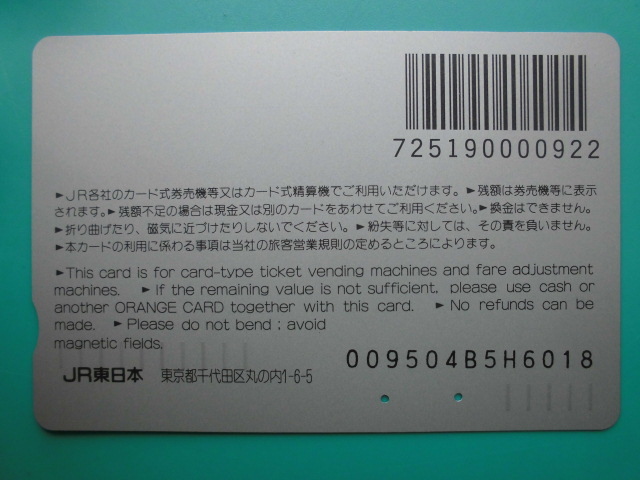 725190000922
►JR各社のカード式券売機等又はカード式精算機でご利用いただけます。►残額は券売機等に表示
されます。►残額不足の場合は現金又は別のカードをあわせてご利用ください。►換金はできません。
►折り曲げたり、磁気に近づけたりしないでください。►紛失等に対しては、その責を負いません。
►本カードの利用に係わる事項は当社の旅客営業規則の定めるところによります。
►This card is for card-type ticket vending machines and fare adjustment
machines. ►If the remaining value is not sufficient, please use cash or
another ORANGE CARD together with this card. ►No refunds can be
made. ►Please do not bend : avoid
magnetic fields.
009504B5H6018
JR東日本 東京都千代田区丸の内1-6-5